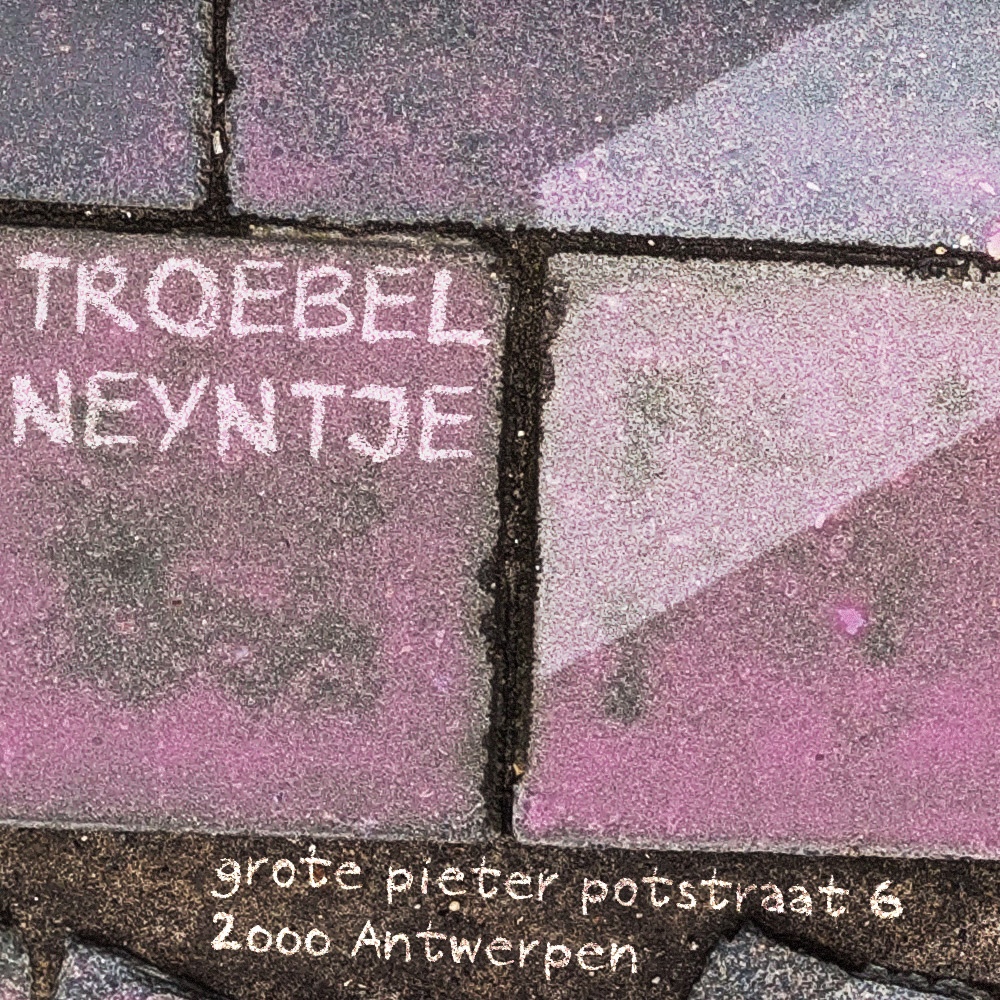 TROEBEL
NEYNTJE
grote pieter potstraat 6
2000 Antwerpen